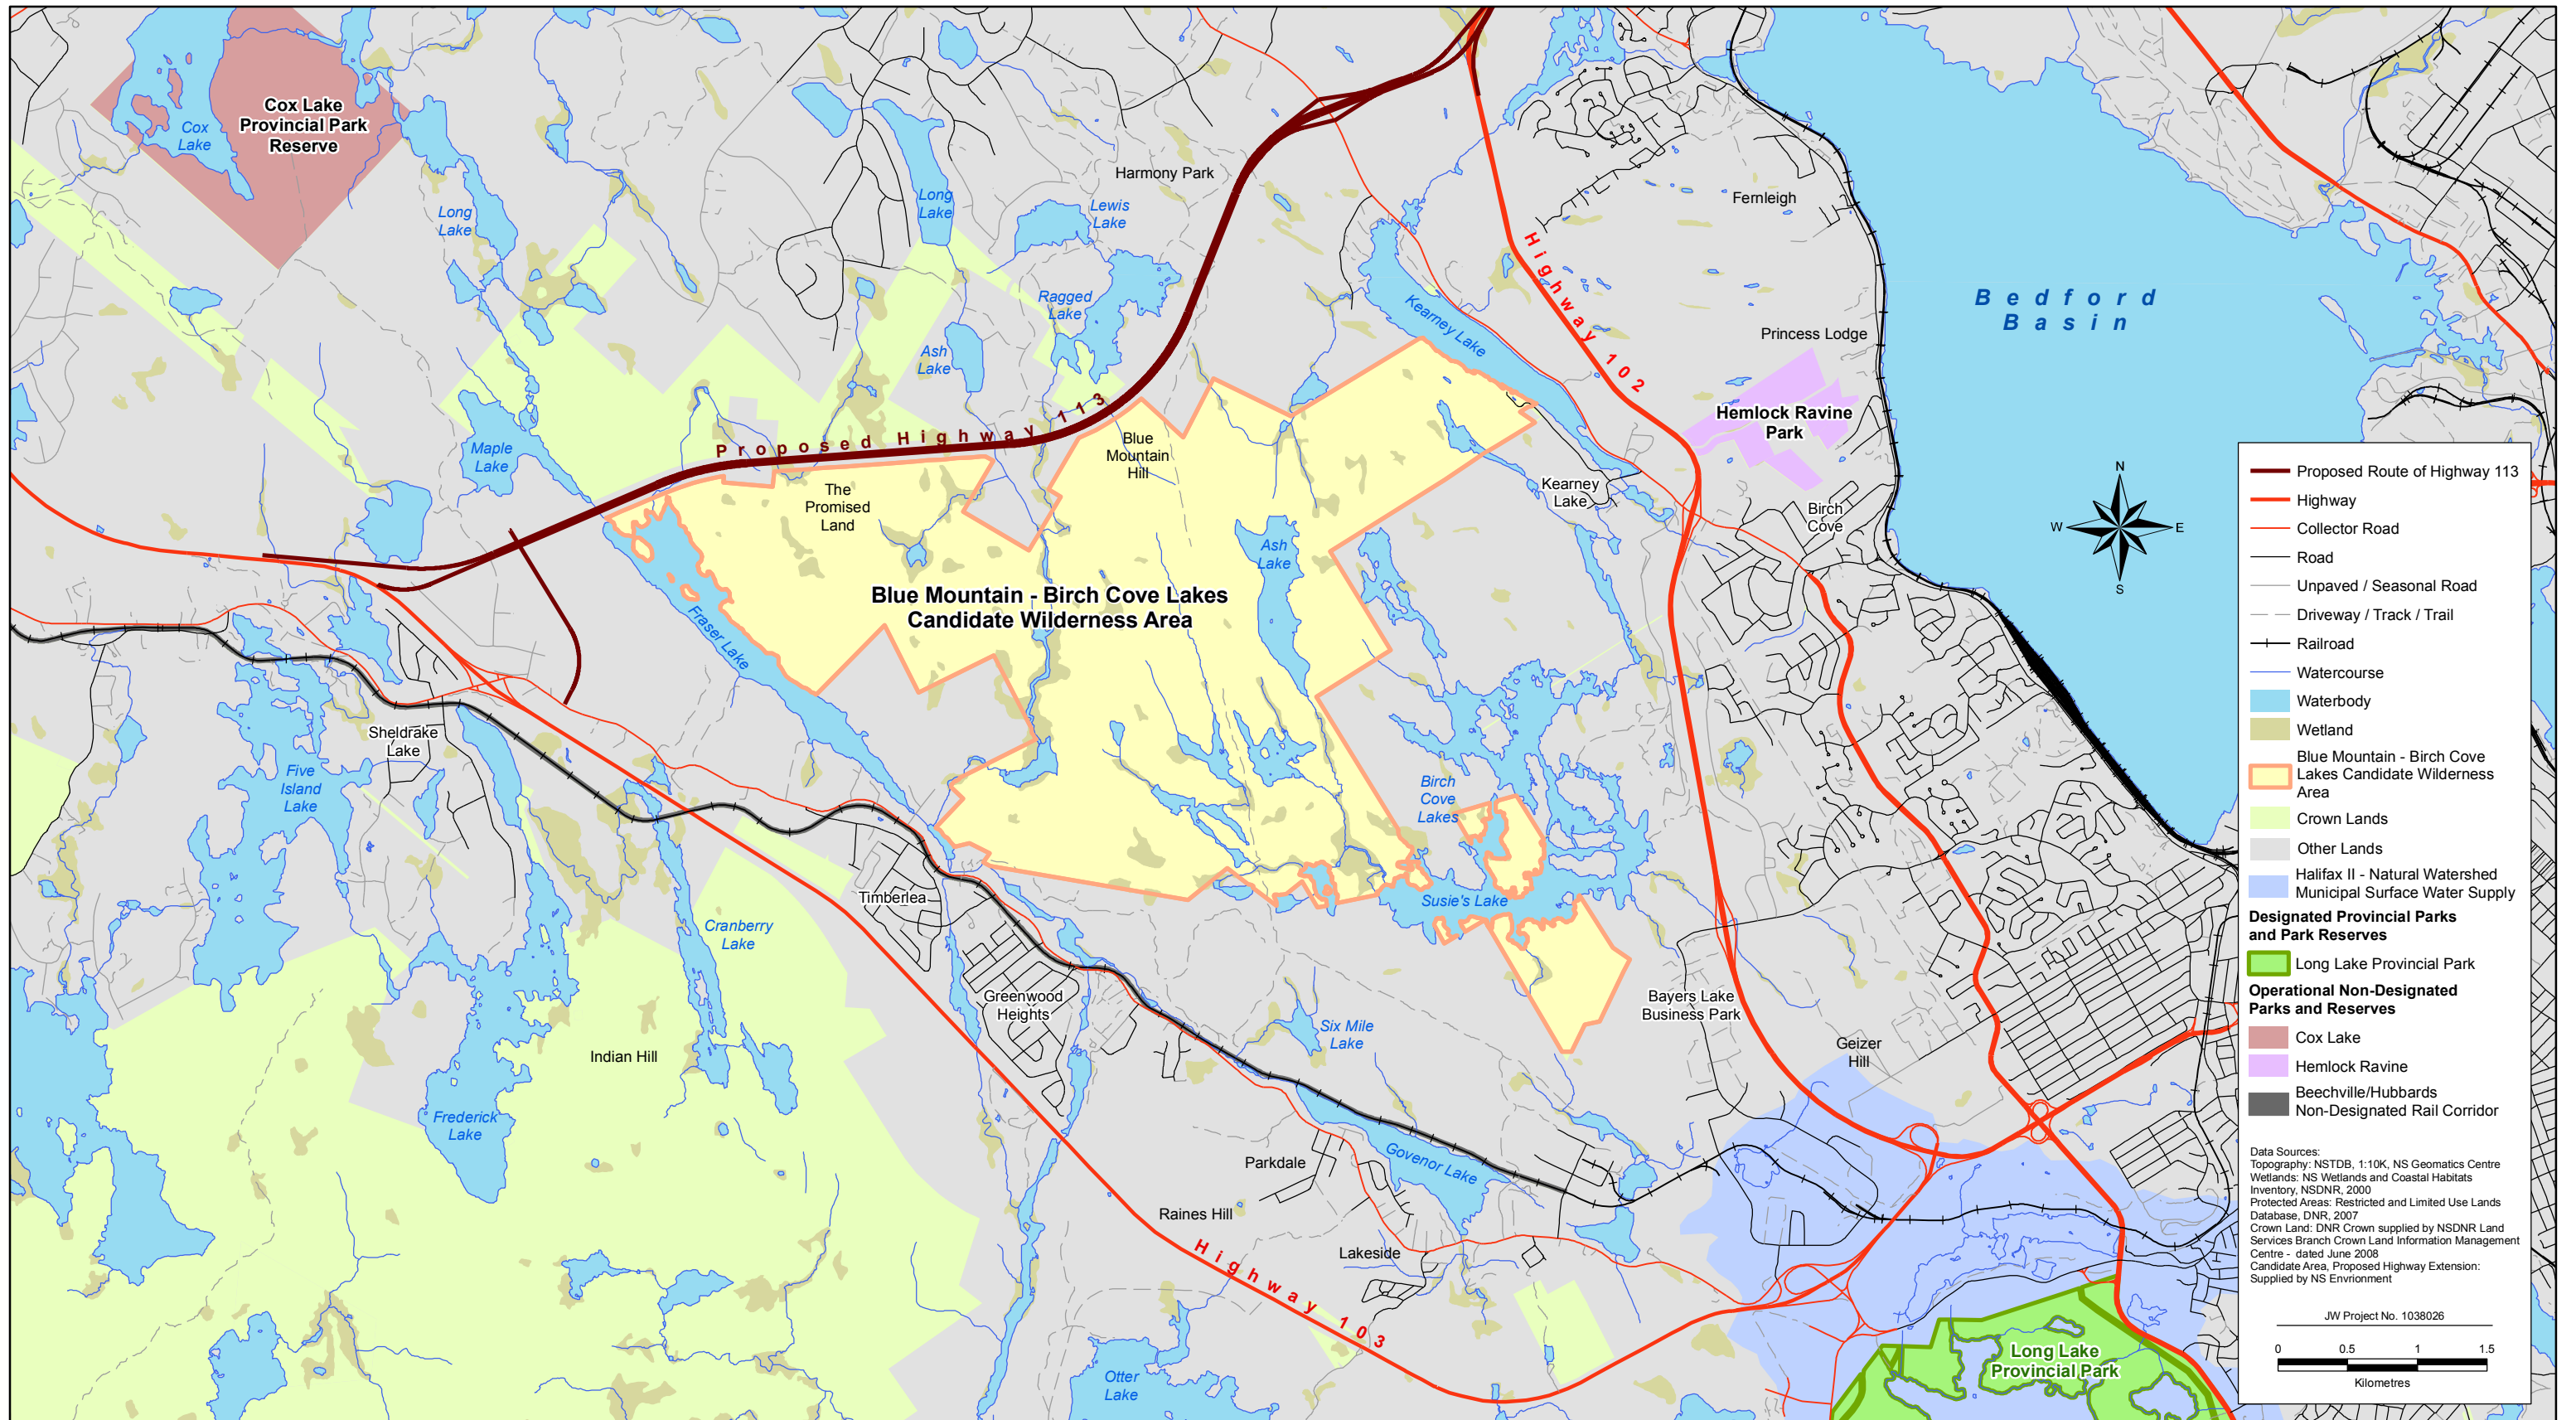 Cox Lake
Provincial Park
Reserve
Cox
Lake
Long
Lake
Long
Lake
Lewis
Lake
Harmony Park
Ragged
Lake
Ash
Lake
Maple
Lake
Proposed Highway 113
Kearney Lake
Highway 102
Fernleigh
Princess Lodge
Bedford
Basin
Hemlock Ravine
Park
Birch
Cove
Kearney
Lake
Blue
Mountain
Hill
The
Promised
Land
Ash
Lake
Blue Mountain - Birch Cove Lakes
Candidate Wilderness Area
Fraser Lake
Sheldrake
Lake
Five
Island
Lake
Birch
Cove
Lakes
Susie's Lake
Timberlea
Cranberry
Lake
Greenwood
Heights
Indian Hill
Frederick
Lake
Six Mile
Lake
Bayers Lake
Business Park
Geizer
Hill
Parkdale
Govenor Lake
Raines Hill
Lakeside
Highway 103
Otter
Lake
Long Lake
Provincial Park
N
W
E
S
Proposed Route of Highway 113
Highway
Collector Road
Road
Unpaved / Seasonal Road
Driveway / Track / Trail
Railroad
Watercourse
Waterbody
Wetland
Blue Mountain - Birch Cove
Lakes Candidate Wilderness
Area
Crown Lands
Other Lands
Halifax II - Natural Watershed
Municipal Surface Water Supply
Designated Provincial Parks
and Park Reserves
Long Lake Provincial Park
Operational Non-Designated
Parks and Reserves
Cox Lake
Hemlock Ravine
Beechville/Hubbards
Non-Designated Rail Corridor
Data Sources:
Topography: NSTDB, 1:10K, NS Geomatics Centre
Wetlands: NS Wetlands and Coastal Habitats
Inventory, NSDNR, 2000
Protected Areas: Restricted and Limited Use Lands
Database, DNR, 2007
Crown Land: DNR Crown supplied by NSDNR Land
Services Branch Crown Land Information Management
Centre - dated June 2008
Candidate Area, Proposed Highway Extension:
Supplied by NS Envrionment
JW Project No. 1038026
0 0.5 1 1.5
Kilometres